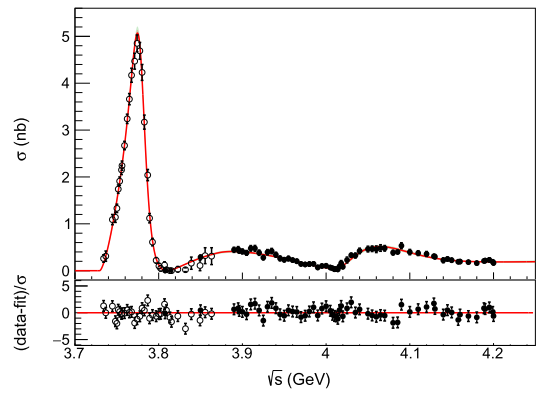 5
4
3
2
1
0
σ (nb)
5
0
−5
(data-fit)/σ
3.7 3.8 3.9 4 4.1 4.2
√s (GeV)